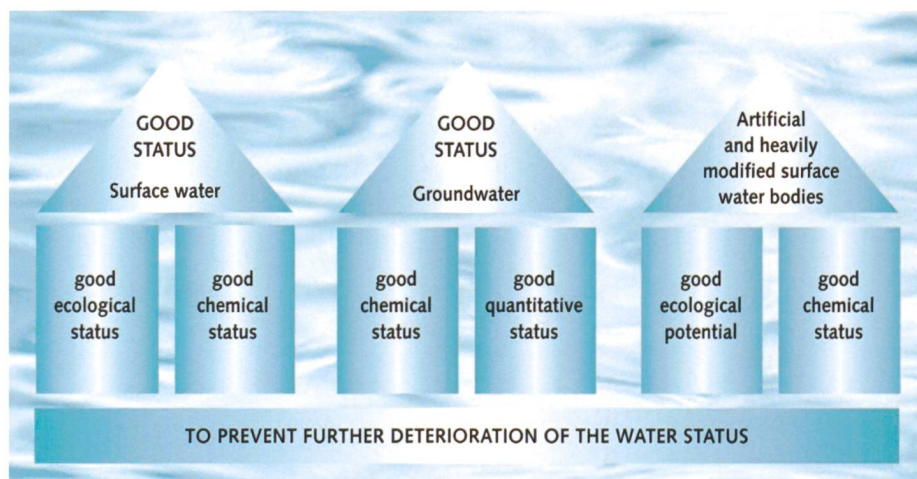 GOOD
STATUS
Surface water
good
ecological
status
good
chemical
status
GOOD
STATUS
Groundwater
good
chemical
status
good
quantitative
status
Artificial
and heavily
modified surface
water bodies
good
ecological
potential
good
chemical
status
TO PREVENT FURTHER DETERIORATION OF THE WATER STATUS